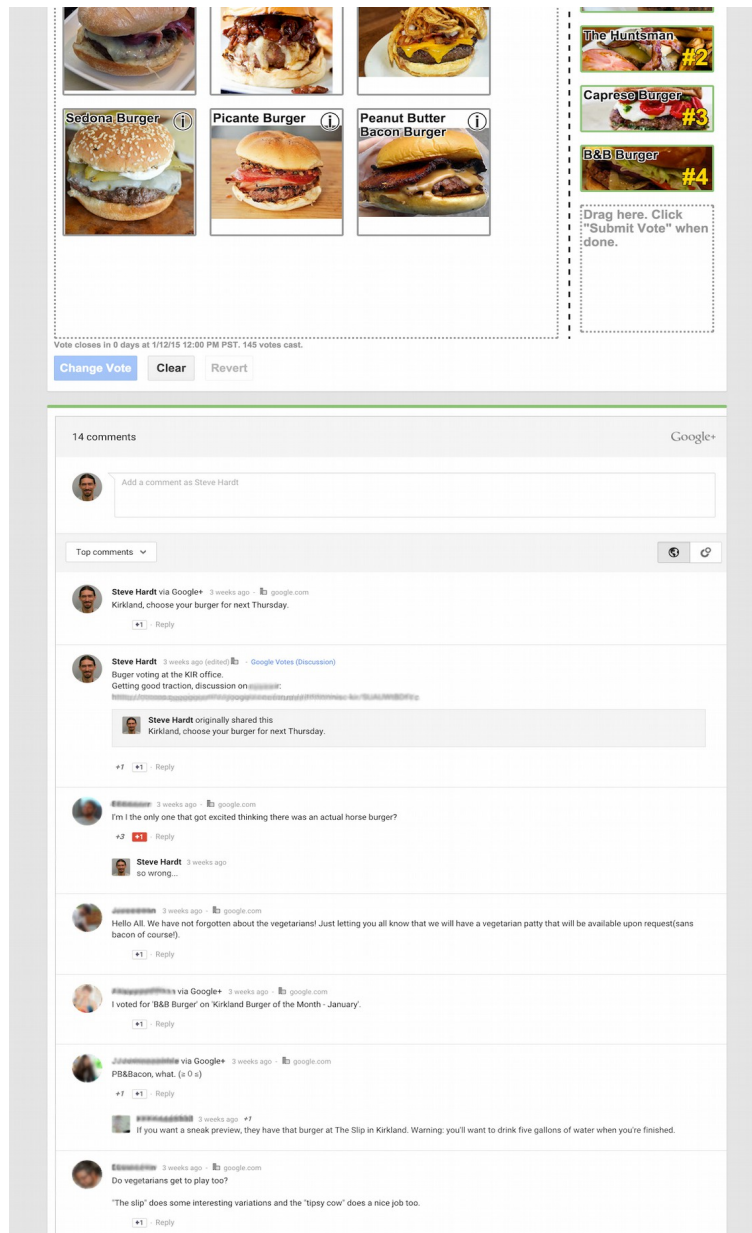 The Huntsman
#2
Caprese Burger
#3
B&B Burger
#4
Sedona Burger
Picante Burger
Peanut Butter
Bacon Burger
Drag here. Click
"Submit Vote" when
done.
Vote closes in 0 days at 1/12/15 12:00 PM PST. 145 votes cast.
Change Vote Clear Revert
14 comments Google+
Add a comment as Steve Hardt
Top comments
Steve Hardt via Google+ 3 weeks ago - google.com
Kirkland, choose your burger for next Thursday.
+1 · Reply
Steve Hardt 3 weeks ago (edited) - Google Votes (Discussion)
Buger voting at the KIR office.
Getting good traction, discussion on :
Steve Hardt originally shared this
Kirkland, choose your burger for next Thursday.
+1 +1 · Reply
3 weeks ago - google.com
I'm I the only one that got excited thinking there was an actual horse burger?
+3 +1 · Reply
Steve Hardt 3 weeks ago
so wrong...
3 weeks ago - google.com
Hello All. We have not forgotten about the vegetarians! Just letting you all know that we will have a vegetarian patty that will be available upon request(sans
bacon of course!).
+1 · Reply
via Google+ 3 weeks ago - google.com
I voted for 'B&B Burger' on 'Kirkland Burger of the Month - January'.
+1 · Reply
via Google+ 3 weeks ago - google.com
PB&Bacon, what. (≥ 0 ≤)
+1 +1 · Reply
3 weeks ago +1
If you want a sneak preview, they have that burger at The Slip in Kirkland. Warning: you'll want to drink five gallons of water when you're finished.
3 weeks ago - google.com
Do vegetarians get to play too?
"The slip" does some interesting variations and the "tipsy cow" does a nice job too.
+1 · Reply